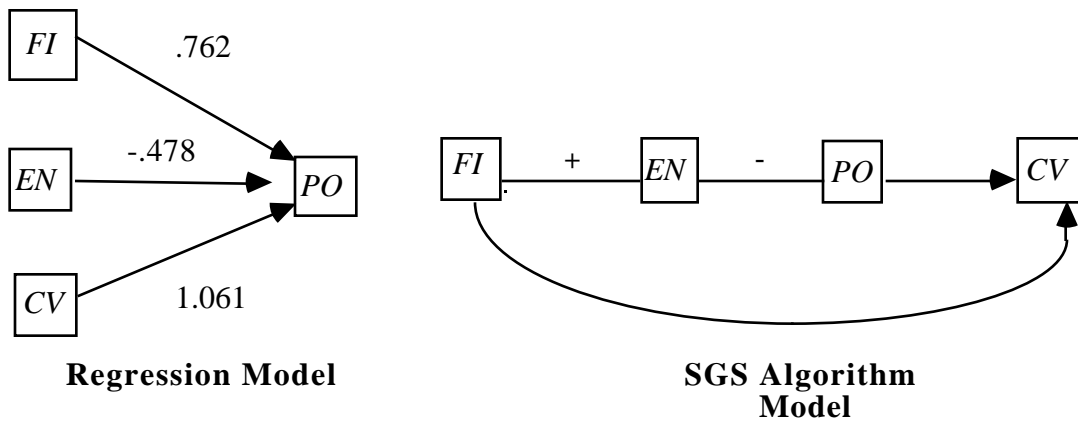 FI
.762
EN
-.478
PO
CV
1.061
Regression Model
FI
+
EN
-
PO
CV
SGS Algorithm
Model